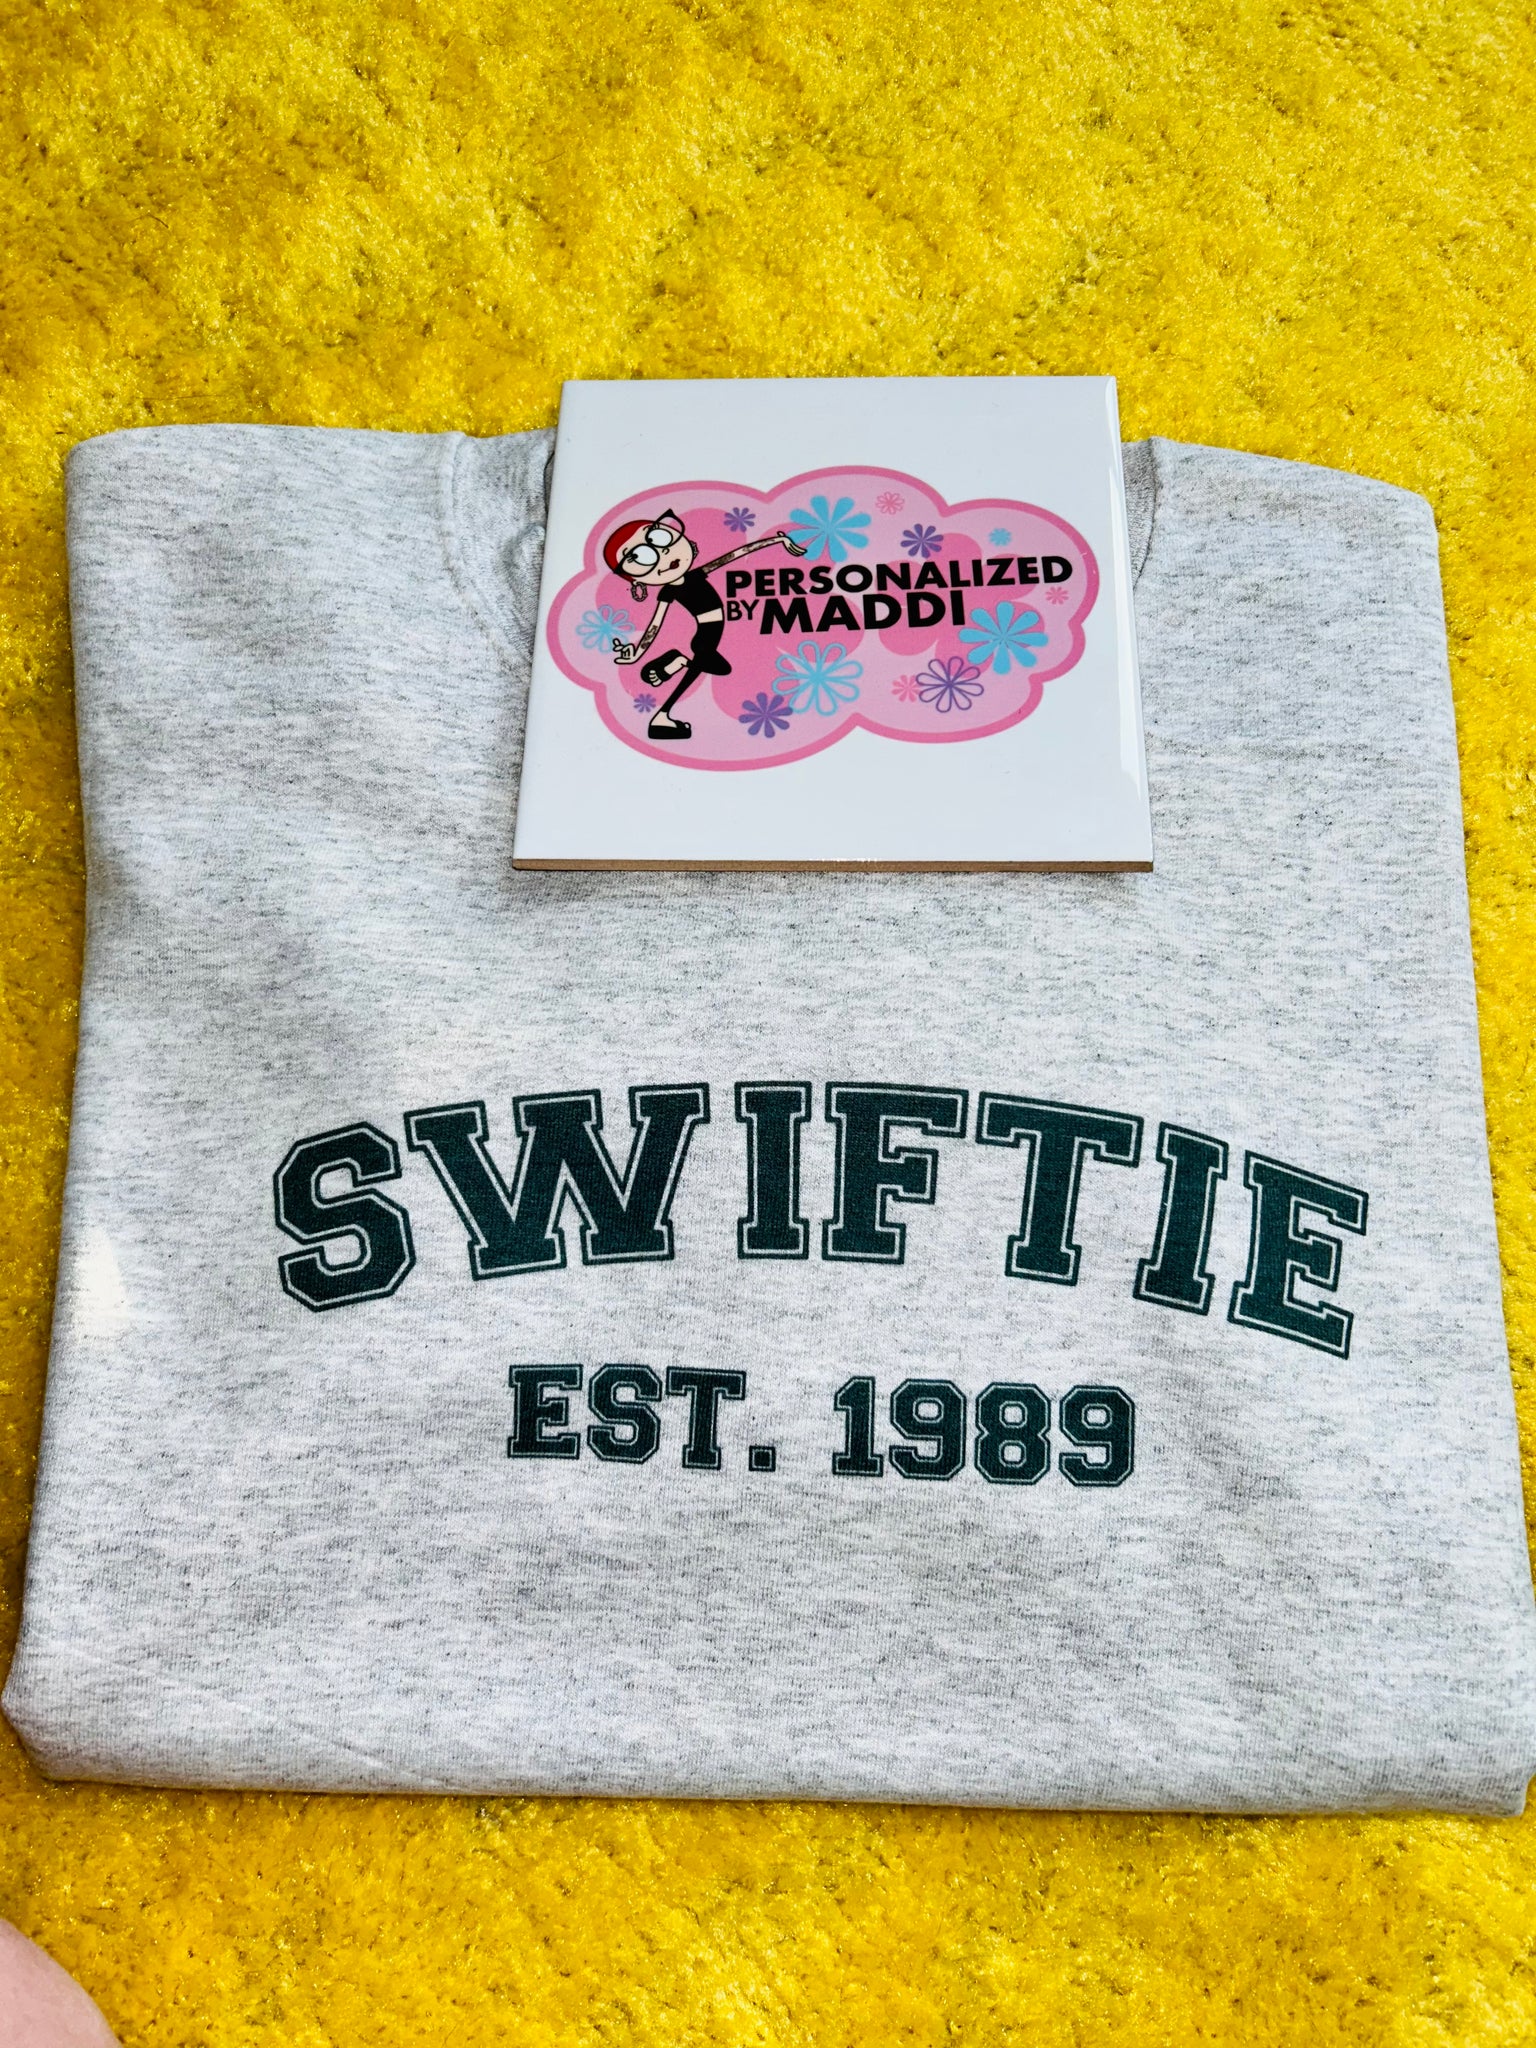 PERSONALIZED
BY MADDI
SWIFTIE
EST. 1989